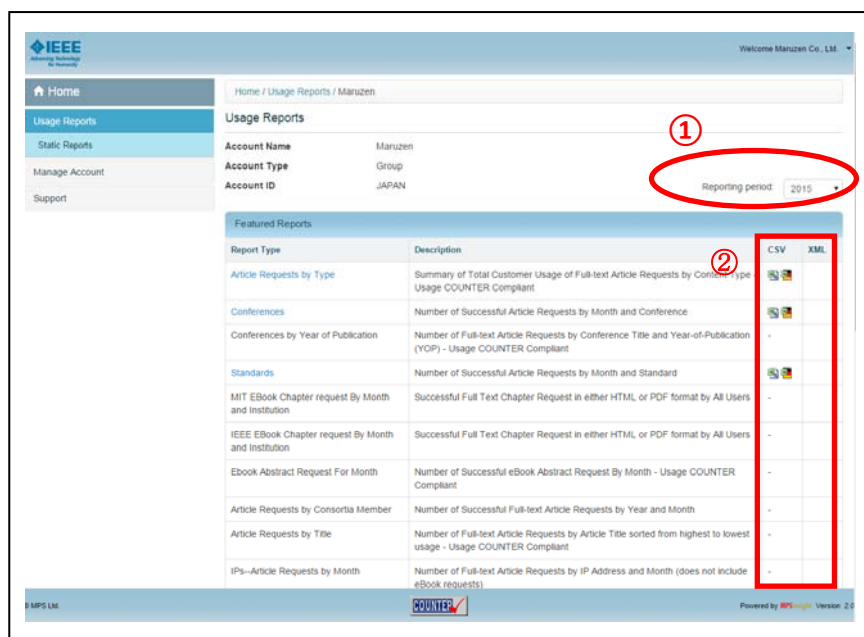 IEEE
Advancing Technology
for Humanity
Welcome Maruzen Co., Ltd.
Home
Home / Usage Reports / Maruzen
Usage Reports
Static Reports
Manage Account
Support
Usage Reports
Account Name Maruzen
Account Type Group
Account ID JAPAN
①
Reporting period: 2015
Featured Reports
Report Type Description CSV XML
②
Article Requests by Type Summary of Total Customer Usage of Full-text Article Requests by Content Type
Usage COUNTER Compliant
Conferences Number of Successful Article Requests by Month and Conference
Conferences by Year of Publication Number of Full-text Article Requests by Conference Title and Year-of-Publication
(YOP) - Usage COUNTER Compliant -
Standards Number of Successful Article Requests by Month and Standard
MIT EBook Chapter request By Month Successful Full Text Chapter Request in either HTML or PDF format by All Users -
and Institution
IEEE EBook Chapter request By Month Successful Full Text Chapter Request in either HTML or PDF format by All Users -
and Institution
Ebook Abstract Request For Month Number of Successful eBook Abstract Request By Month - Usage COUNTER -
Compliant
Article Requests by Consortia Member Number of Successful Full-text Article Requests by Year and Month -
Article Requests by Title Number of Full-text Article Requests by Article Title sorted from highest to lowest -
usage - Usage COUNTER Compliant
IPs--Article Requests by Month Number of Full-text Article Requests by IP Address and Month (does not include -
eBook requests)
MPS Ltd.
COUNTER
Powered by MPSInsight Version 2.0